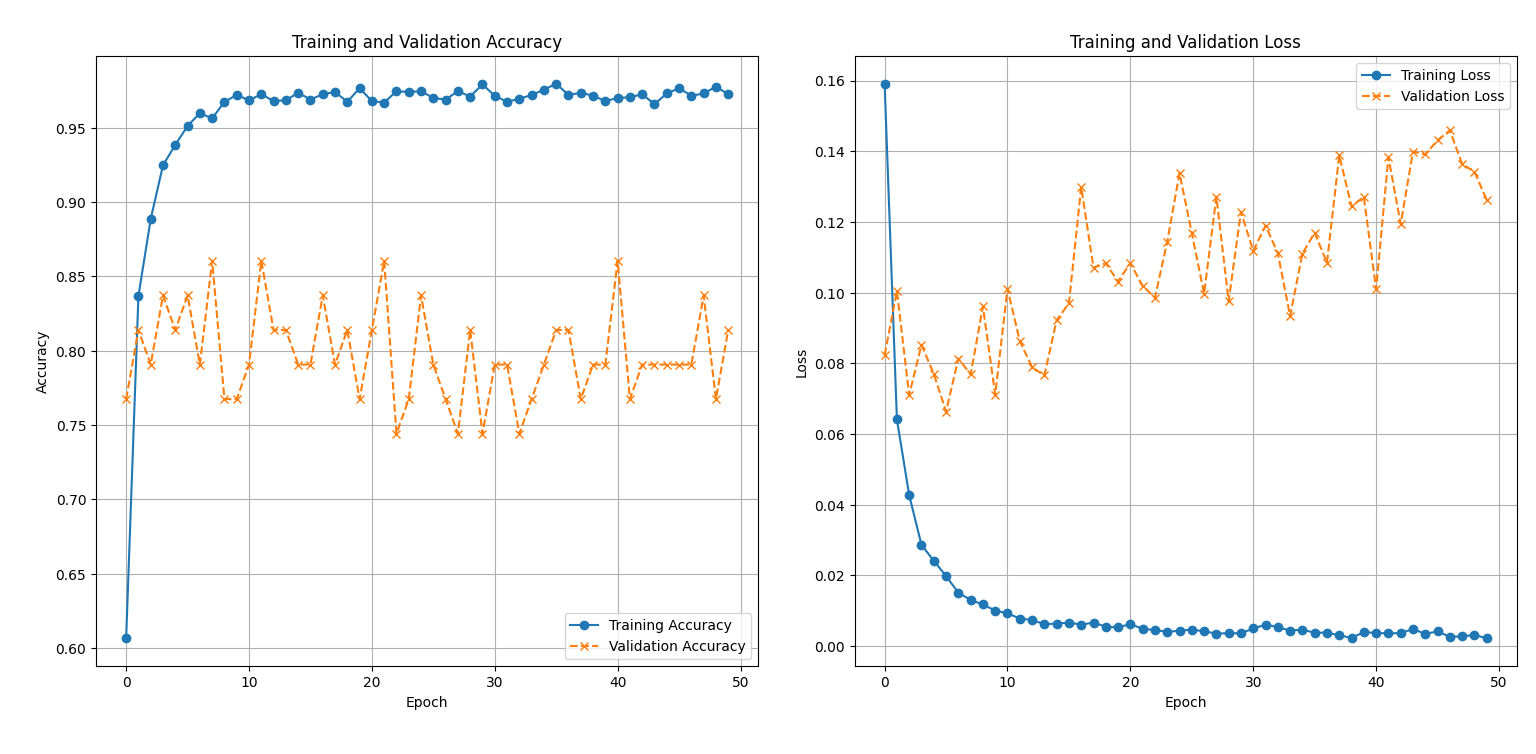 Training and Validation Accuracy
Accuracy
0.95
0.90
0.85
0.80
0.75
0.70
0.65
0.60
0 10 20 30 40 50
Epoch
Training Accuracy
Validation Accuracy
Training and Validation Loss
Loss
0.16
0.14
0.12
0.10
0.08
0.06
0.04
0.02
0.00
0 10 20 30 40 50
Epoch
Training Loss
Validation Loss